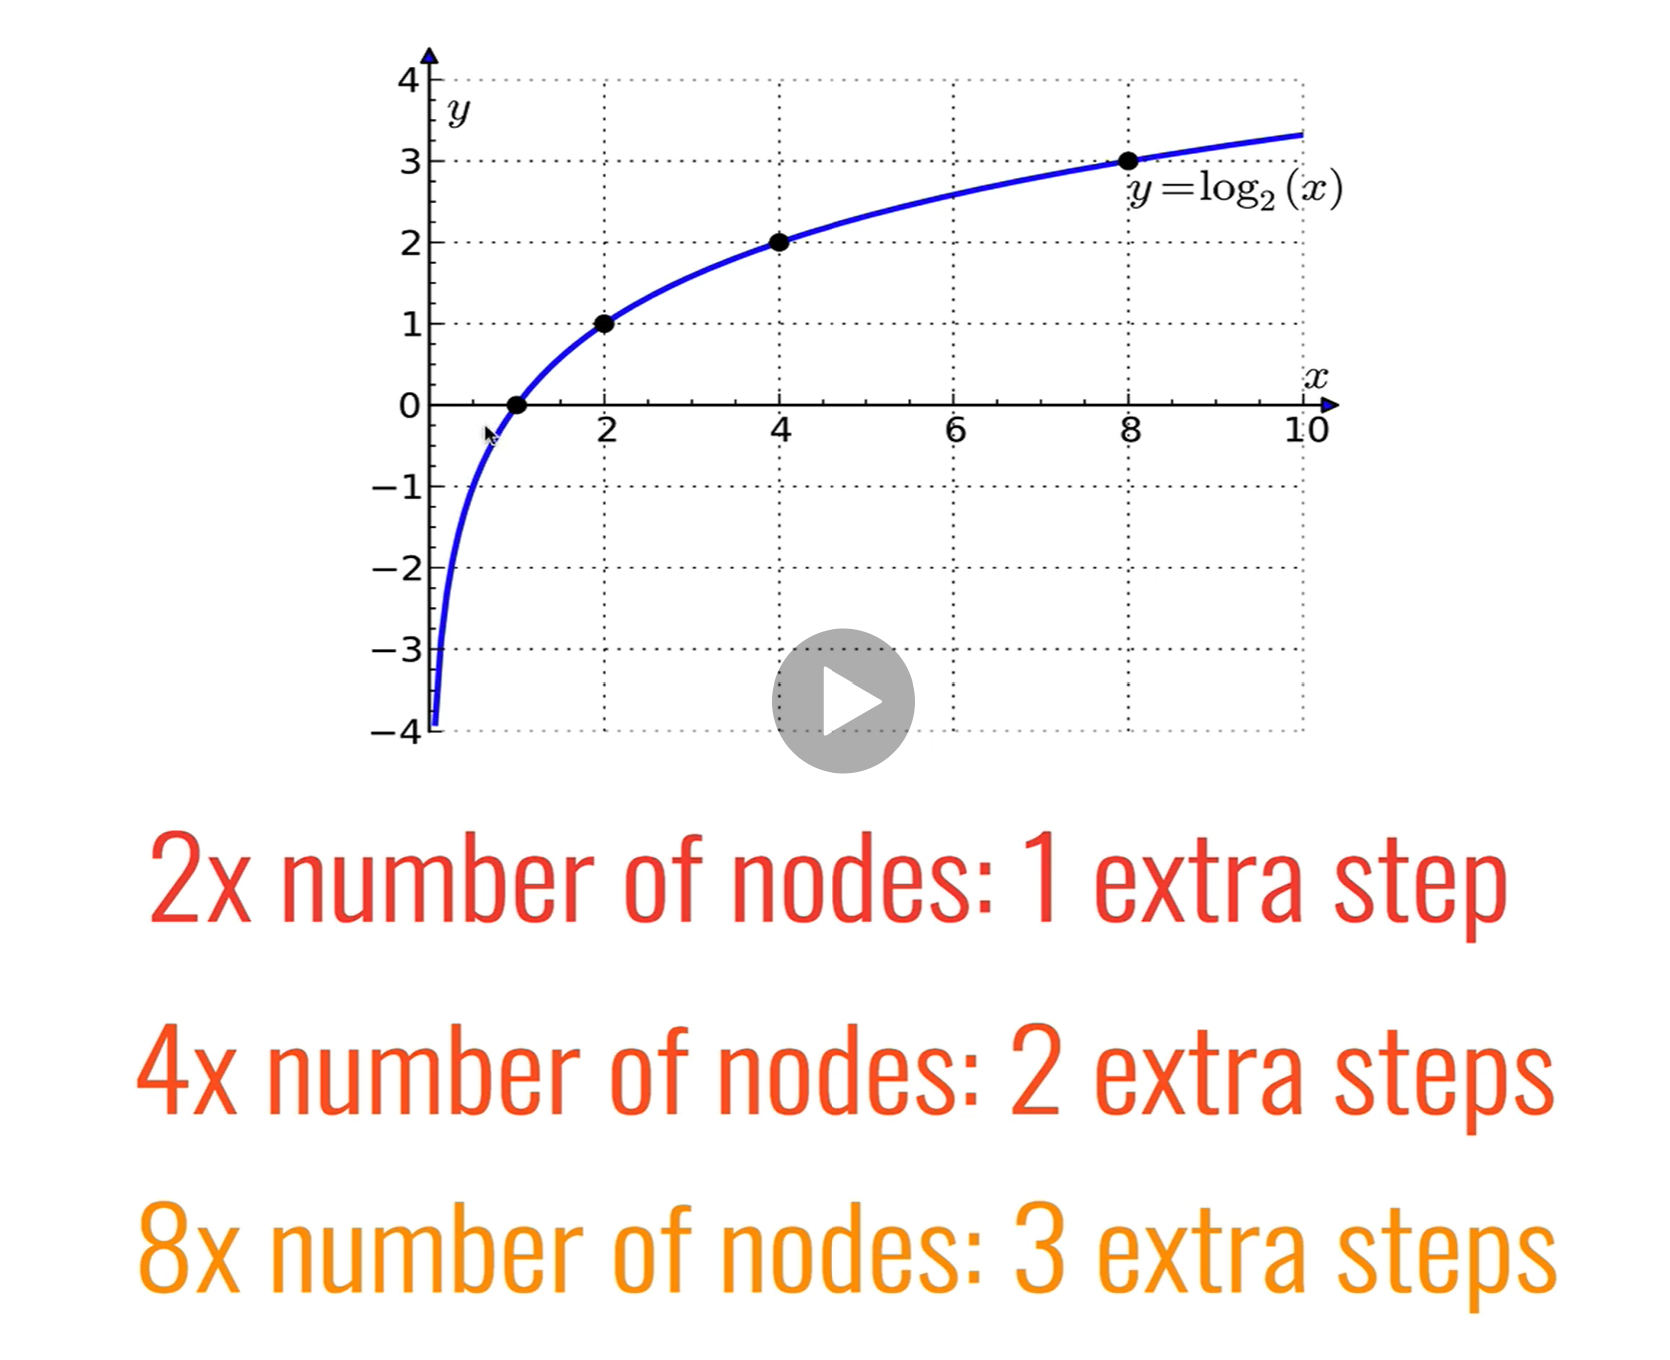 4
y
3
y=log₂(x)
2
1
x
0
2 4 6 8 10
−1
−2
−3
−4
2x number of nodes: 1 extra step
4x number of nodes: 2 extra steps
8x number of nodes: 3 extra steps